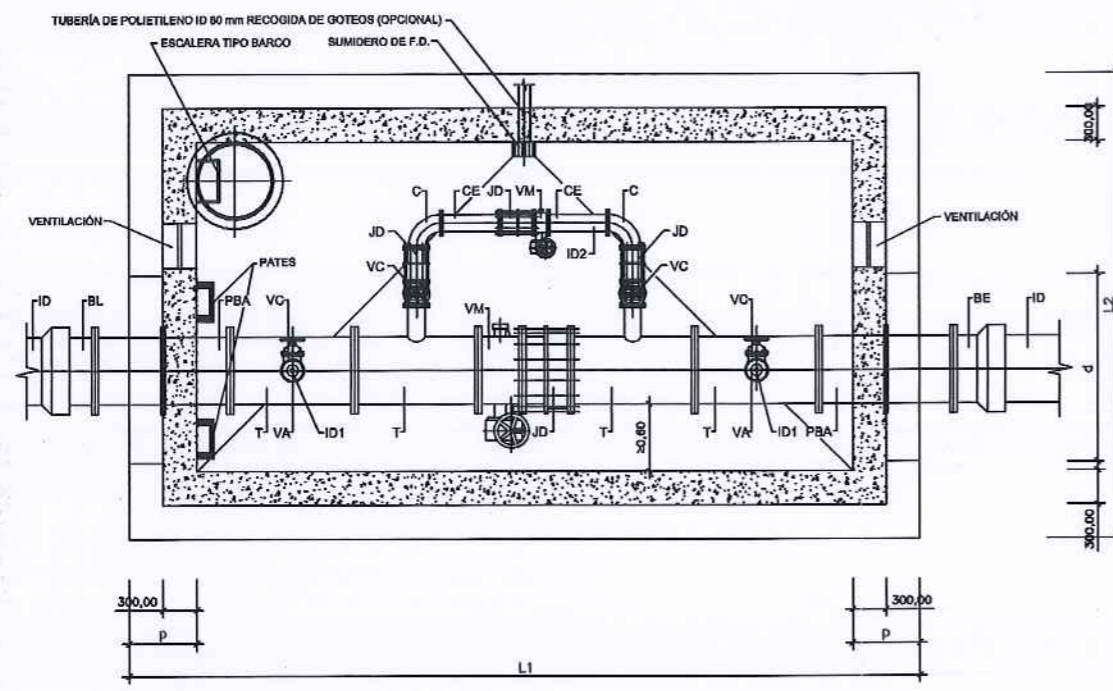 TUBERÍA DE POLIETILENO ID 80 mm RECOGIDA DE GOTEOS (OPCIONAL)
ESCALERA TIPO BARCO
SUMIDERO DE F.D.
300,00
C
CE
JD
VM
CE
C
VENTILACIÓN
VENTILACIÓN
JD
JD
ID2
PATES
VC
VC
ID
BL
PBA
VC
VM
VC
BE
ID
L2
d
T
VA
ID1
T
JD
≥0,60
T
T
VA
ID1
PBA
300,00
300,00
300,00
p
p
L1